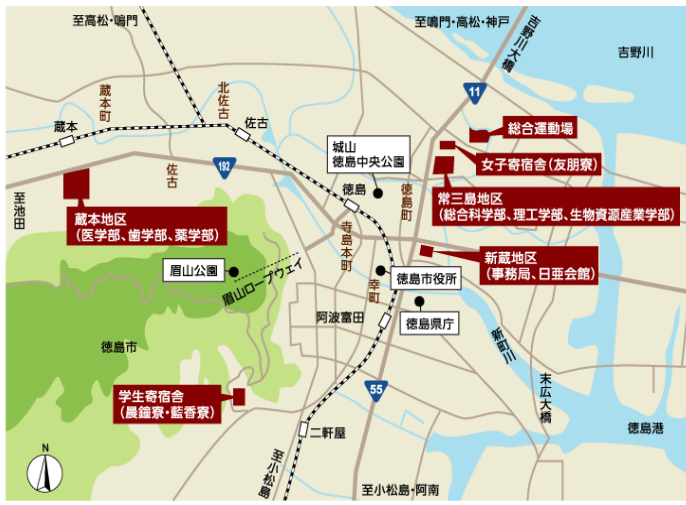 至高松・鳴門
至鳴門・高松・神戸
吉野川大橋
吉野川
11
蔵本町
北佐古
蔵本
佐古
総合運動場
城山
徳島中央公園
女子寄宿舎（友朋寮）
192
佐古
徳島
徳島町
常三島地区
（総合科学部、理工学部、生物資源産業学部）
至池田
蔵本地区
（医学部、歯学部、薬学部）
寺島本町
新蔵地区
（事務局、日亜会館）
眉山公園
眉山ロープウェイ
幸町
徳島市役所
阿波富田
徳島県庁
新町川
徳島市
末広大橋
学生寄宿舎
（晨鐘寮・藍香寮）
55
二軒屋
徳島港
N
至小松島
至小松島・阿南